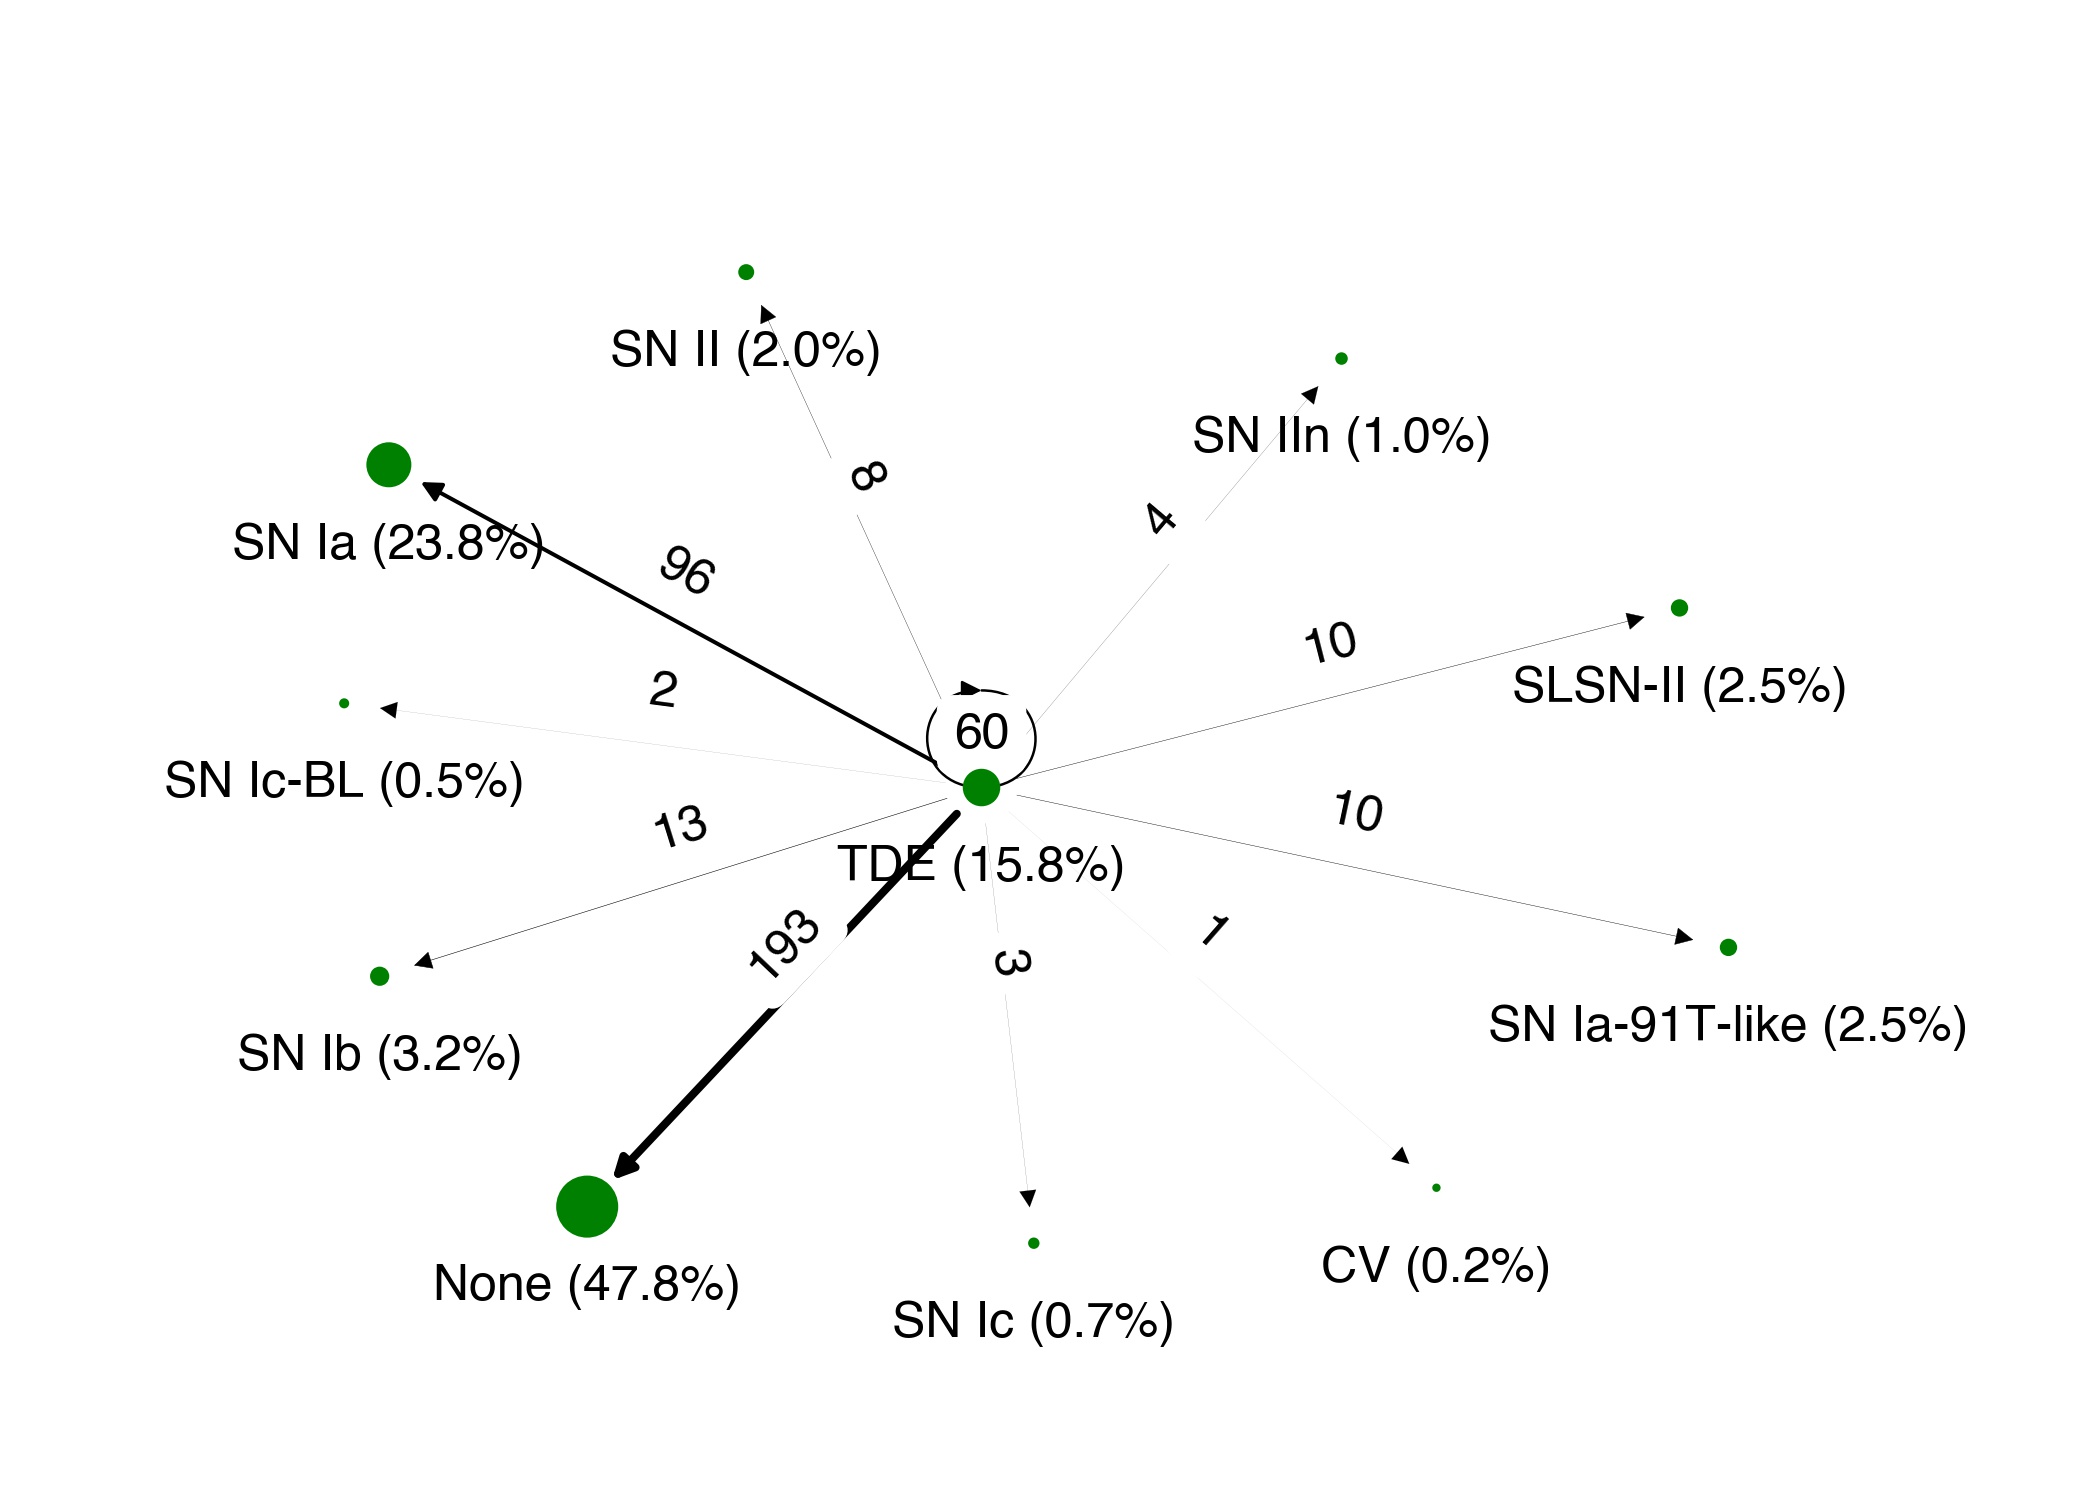 SN II (2.0%)
SN IIn (1.0%)
8
4
SN Ia (23.8%)
96
10
SLSN-II (2.5%)
2
60
SN Ic-BL (0.5%)
13
10
TDE (15.8%)
193
3
1
SN Ia-91T-like (2.5%)
SN Ib (3.2%)
None (47.8%)
CV (0.2%)
SN Ic (0.7%)